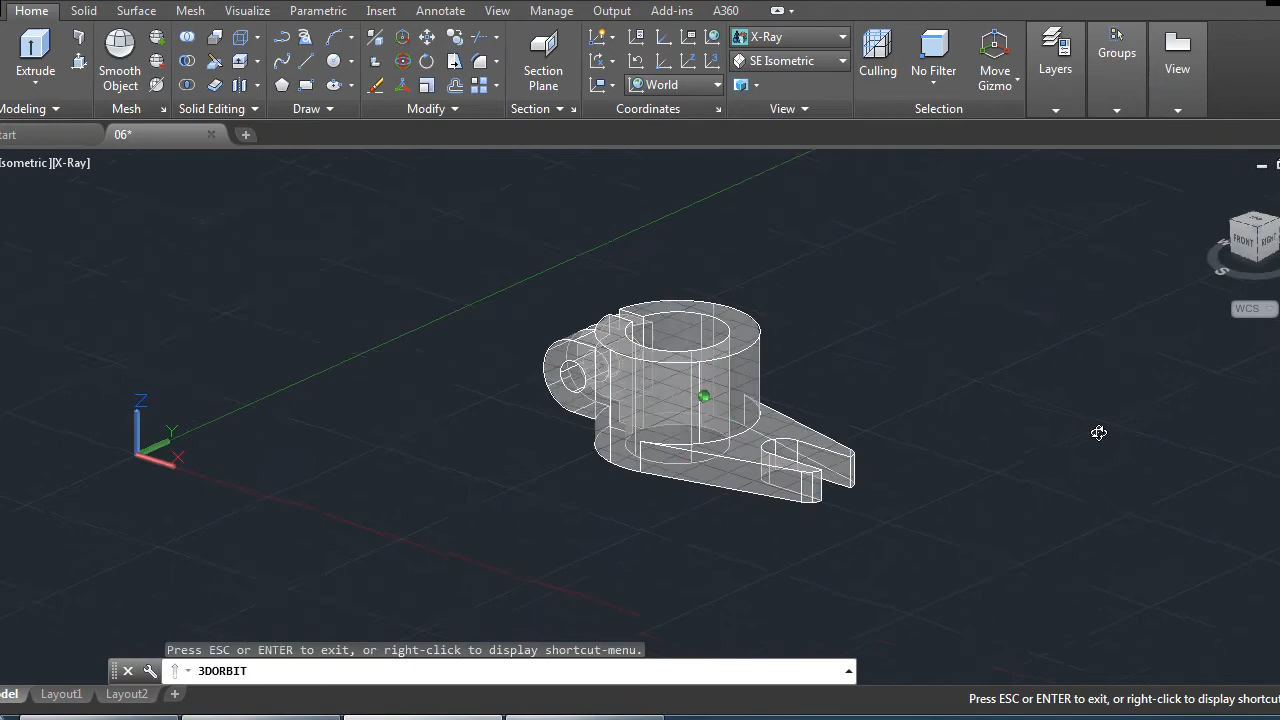 Home Solid Surface Mesh Visualize Parametric Insert Annotate View Manage Output Add-ins A360
X-Ray
SE Isometric
World
Extrude
Smooth
Object
Section
Plane
Culling
No Filter
Move
Gizmo
Layers
Groups
View
Modeling
Mesh
Solid Editing
Draw
Modify
Section
Coordinates
View
Selection
tart
06*
Isometric][X-Ray]
TOP
FRONT
RIGHT
S
WCS
Z
Y
X
Press ESC or ENTER to exit, or right-click to display shortcut-menu.
3DORBIT
odel Layout1 Layout2
Press ESC or ENTER to exit, or right-click to display shortcut